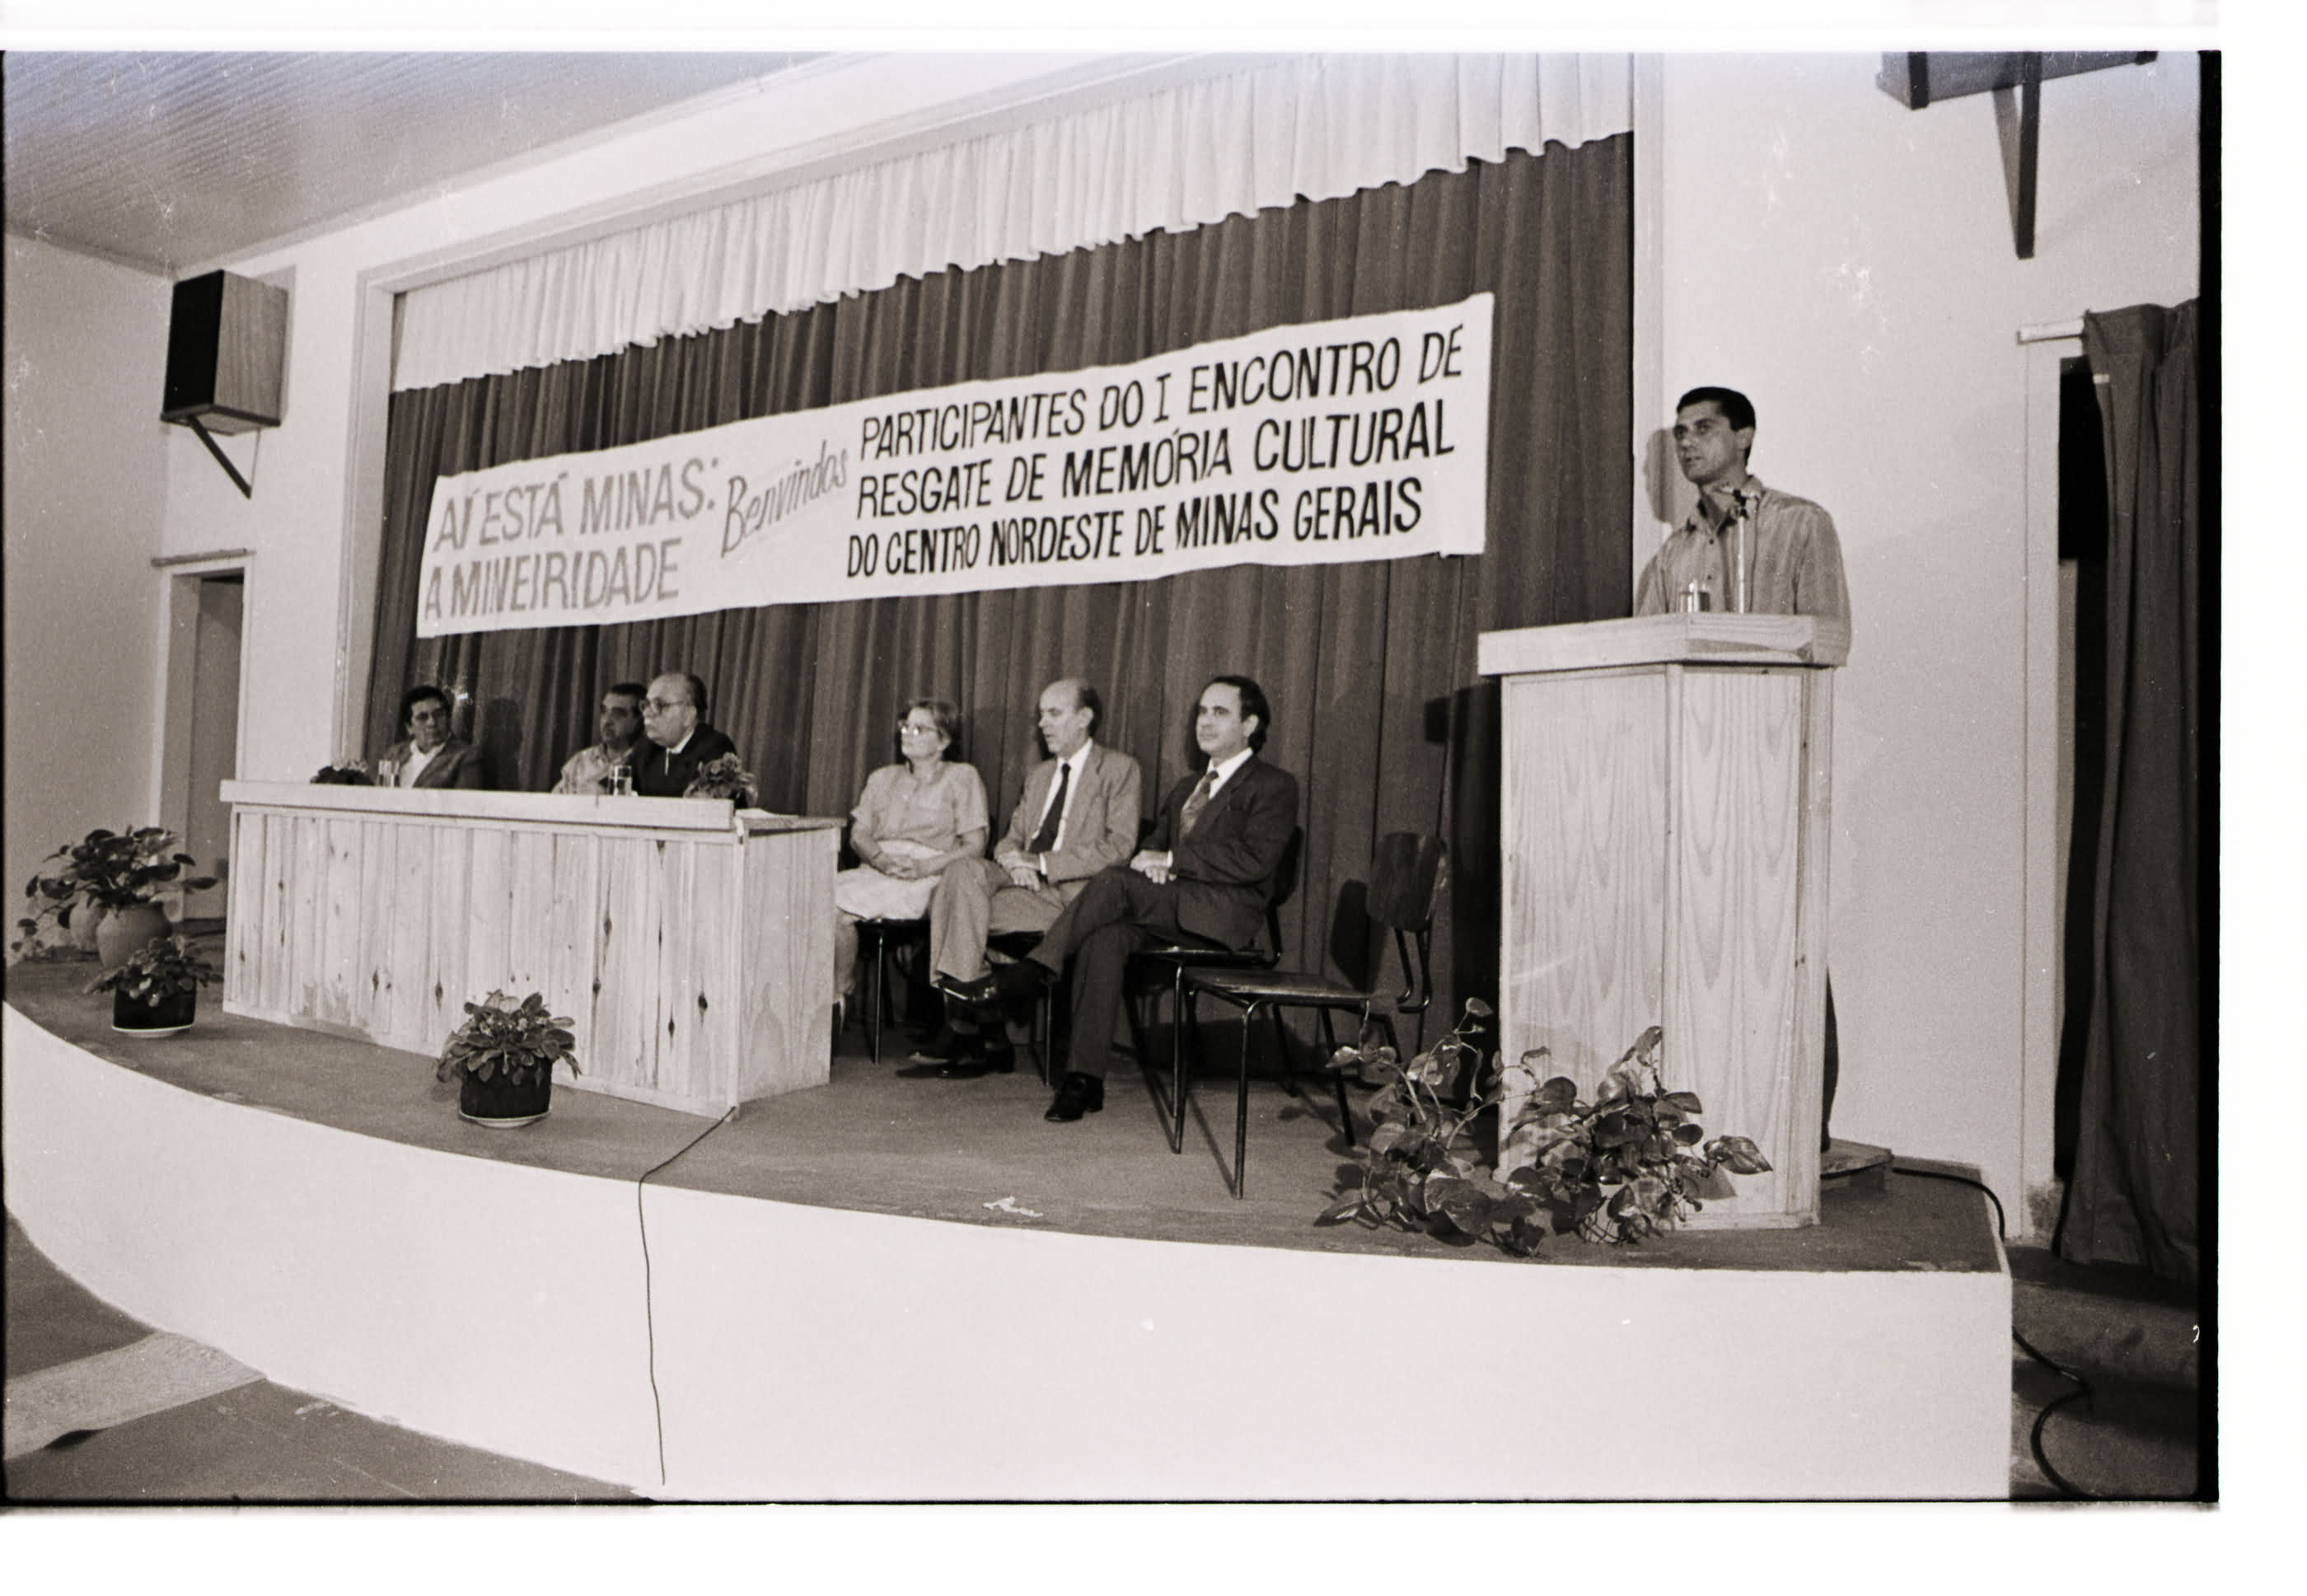 AÍ ESTÁ MINAS:
A MINEIRIDADE
Benvindos
PARTICIPANTES DO I ENCONTRO DE
RESGATE DE MEMÓRIA CULTURAL
DO CENTRO NORDESTE DE MINAS GERAIS